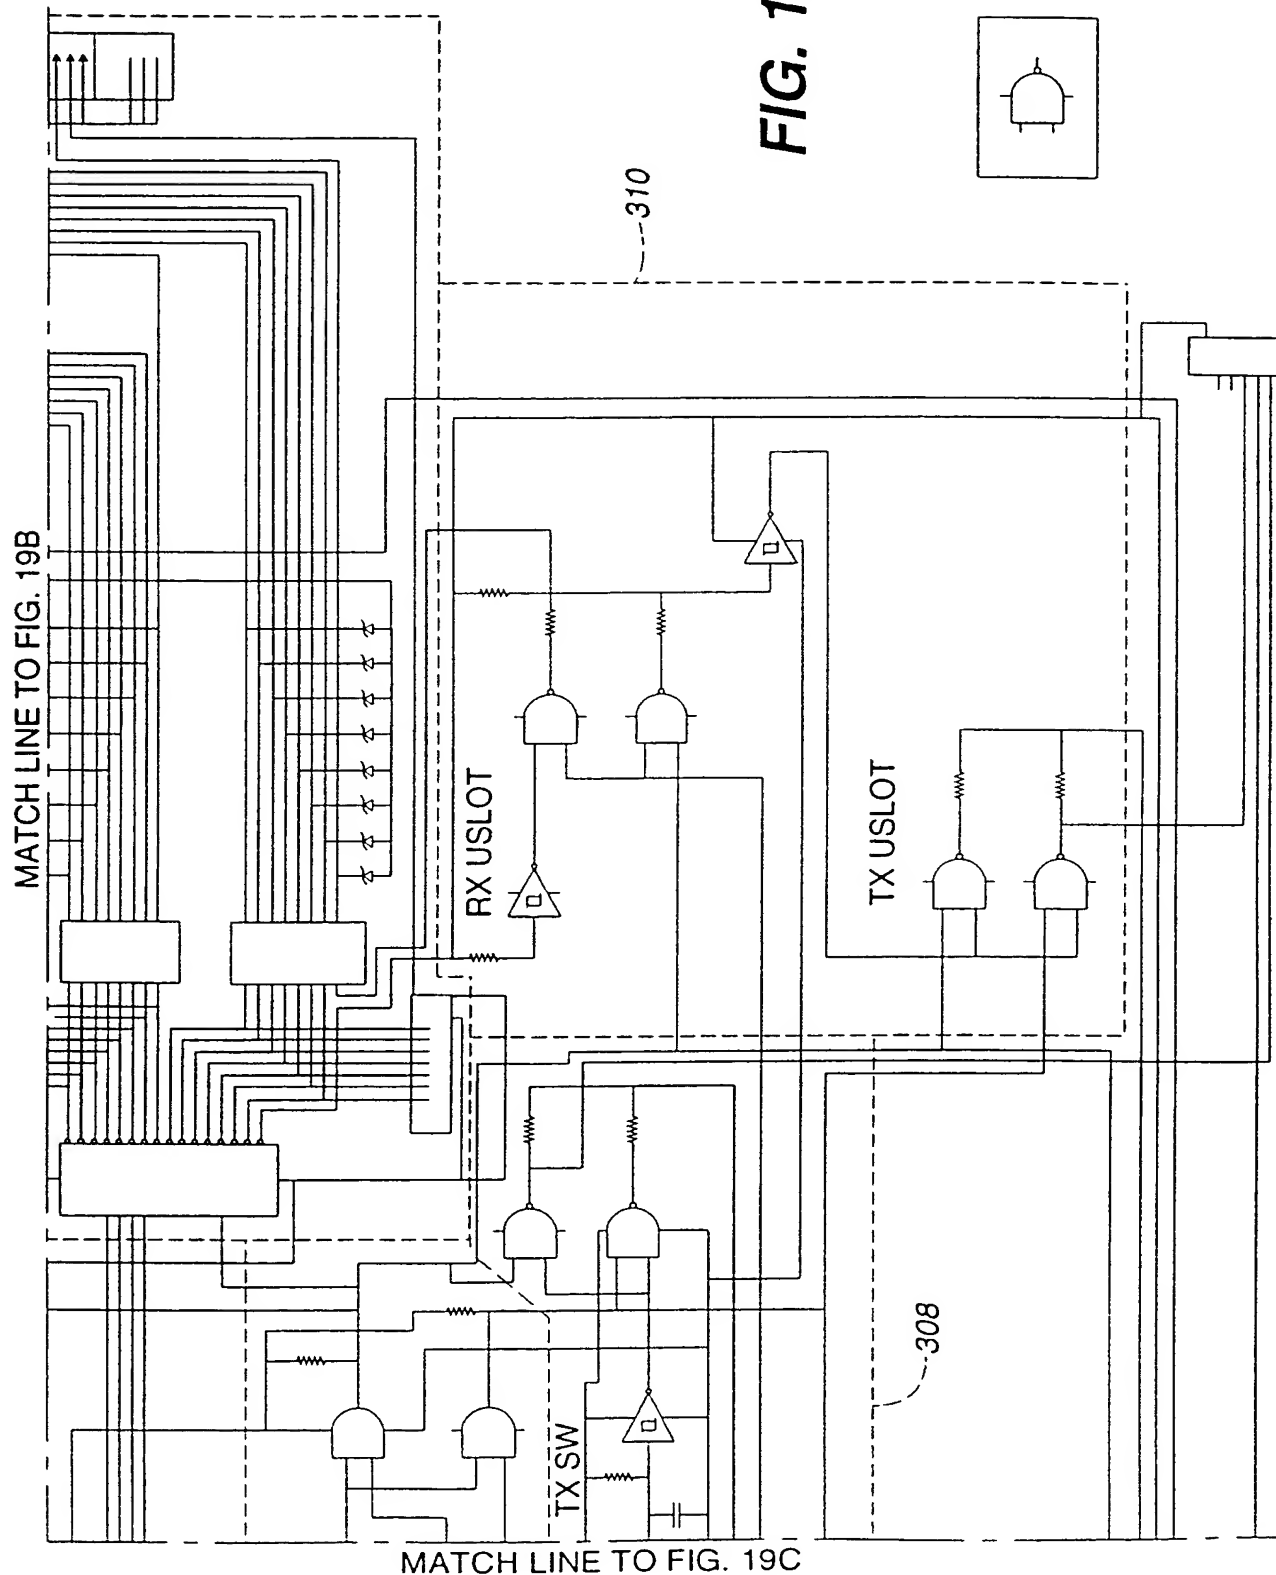 FIG. 1
310
MATCH LINE TO FIG. 19B
RX USLOT
TX USLOT
TX SW
308
MATCH LINE TO FIG. 19C